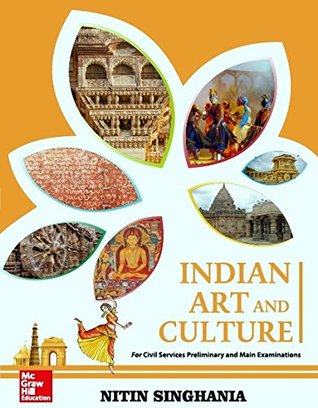 INDIAN
ART AND
CULTURE
For Civil Services Preliminary and Main Examinations
Mc
Graw
Hill
Education
NITIN SINGHANIA